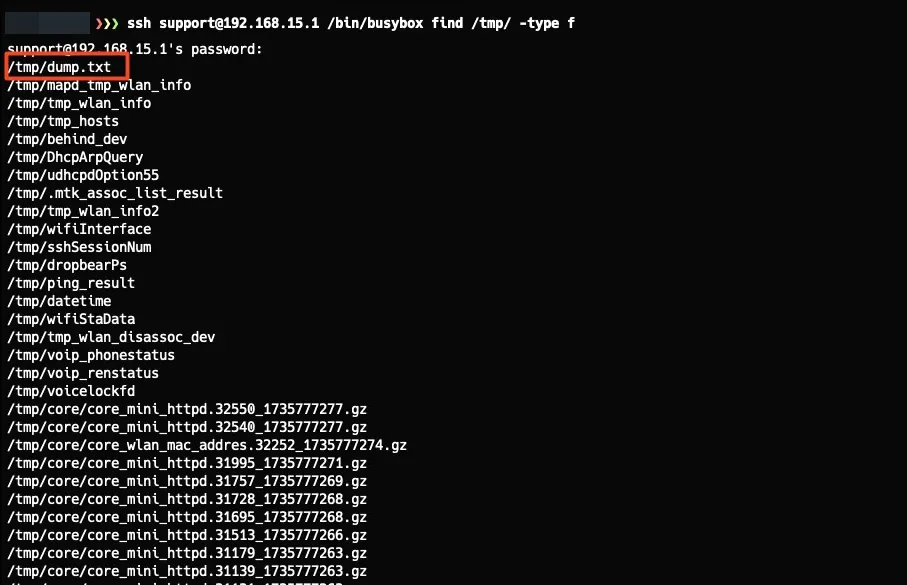 ❯❯❯ ssh support@192.168.15.1 /bin/busybox find /tmp/ -type f
support@192.168.15.1's password:
/tmp/dump.txt
/tmp/mapd_tmp_wlan_info
/tmp/tmp_wlan_info
/tmp/tmp_hosts
/tmp/behind_dev
/tmp/DhcpArpQuery
/tmp/udhcpdOption55
/tmp/.mtk_assoc_list_result
/tmp/tmp_wlan_info2
/tmp/wifiInterface
/tmp/sshSessionNum
/tmp/dropbearPs
/tmp/ping_result
/tmp/datetime
/tmp/wifiStaData
/tmp/tmp_wlan_disassoc_dev
/tmp/voip_phonestatus
/tmp/voip_renstatus
/tmp/voicelockfd
/tmp/core/core_mini_httpd.32550_1735777277.gz
/tmp/core/core_mini_httpd.32540_1735777277.gz
/tmp/core/core_wlan_mac_addres.32252_1735777274.gz
/tmp/core/core_mini_httpd.31995_1735777271.gz
/tmp/core/core_mini_httpd.31757_1735777269.gz
/tmp/core/core_mini_httpd.31728_1735777268.gz
/tmp/core/core_mini_httpd.31695_1735777268.gz
/tmp/core/core_mini_httpd.31513_1735777266.gz
/tmp/core/core_mini_httpd.31179_1735777263.gz
/tmp/core/core_mini_httpd.31139_1735777263.gz